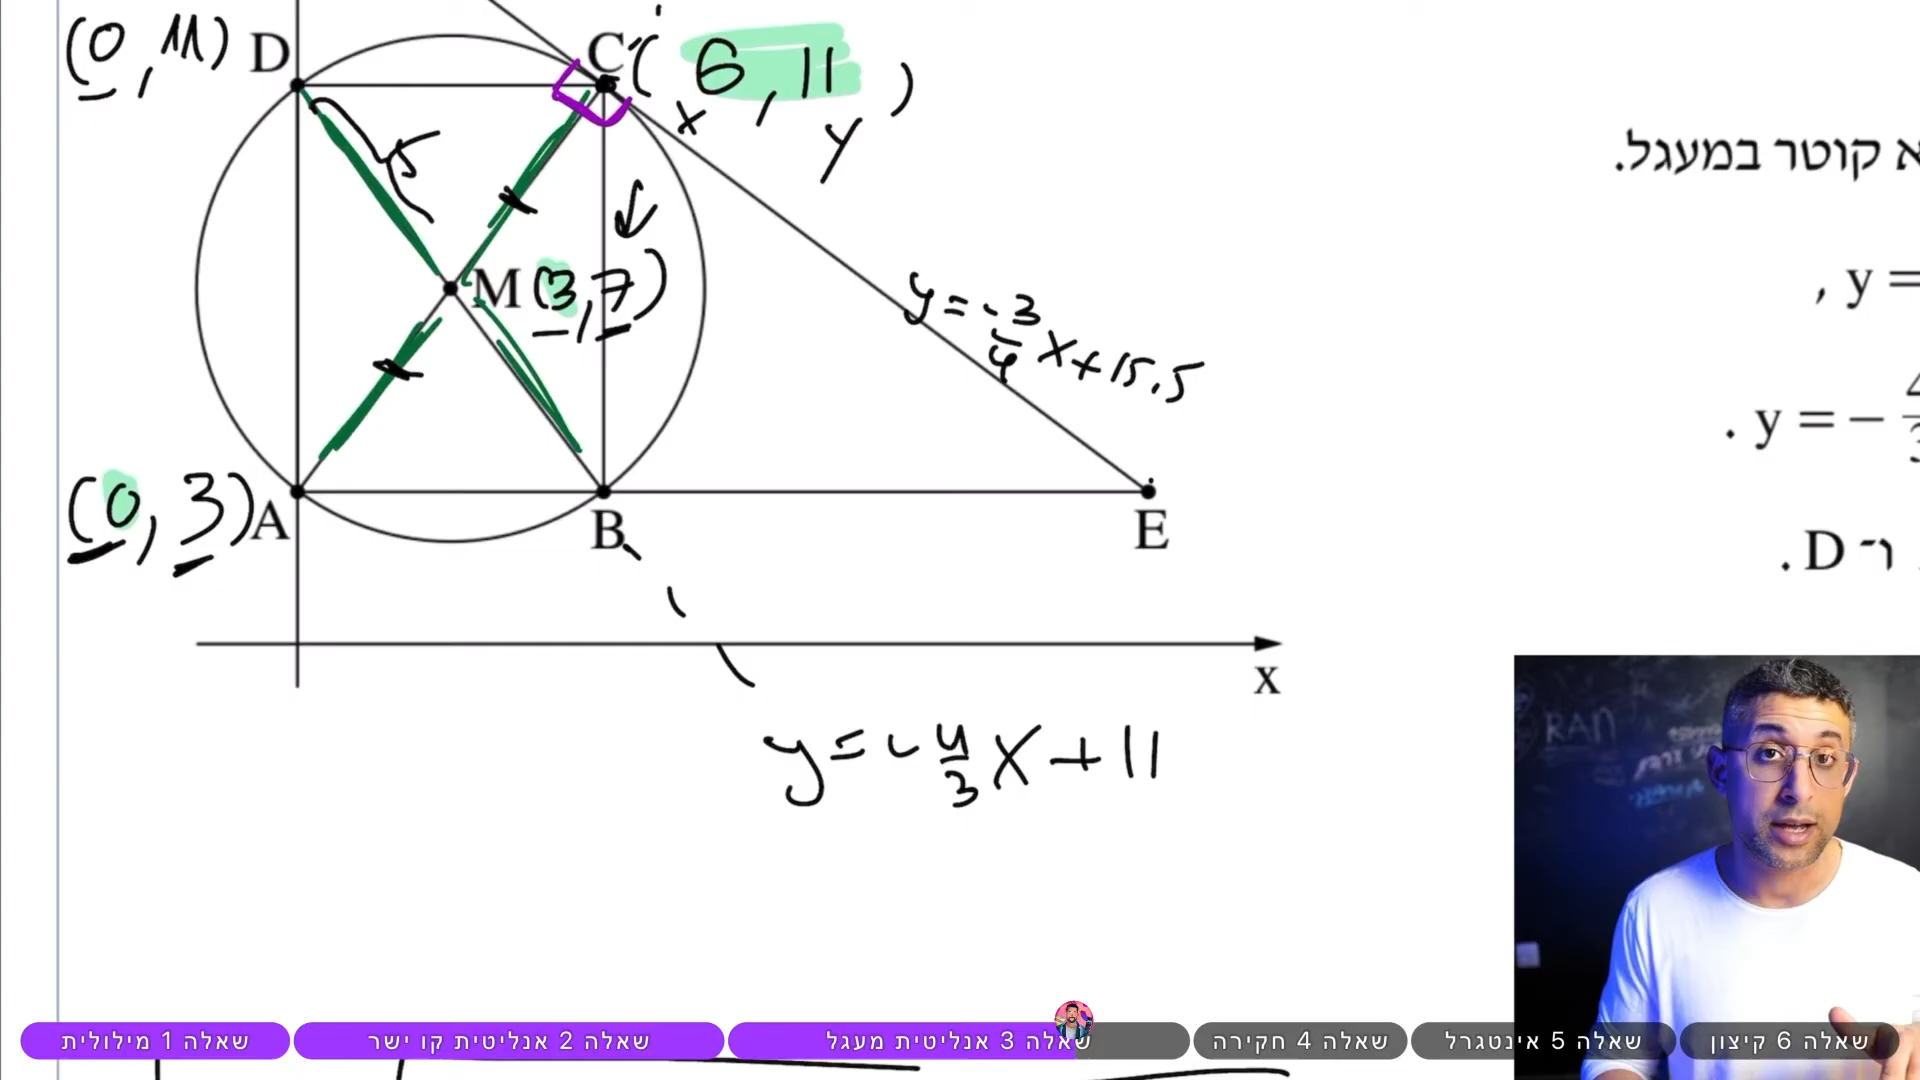 (0, 11) D
C (6, 11)
x y
5
M (3, 7)
y = -3/4 x + 15.5
(0, 3) A
B
E
x
y = -4/3 x + 11
א קוטר במעגל.
, y =
. y = -
ו- D .
RAN
שאלה 1 מילולית
שאלה 2 אנליטית קו ישר
שאלה 3 אנליטית מעגל
שאלה 4 חקירה
שאלה 5 אינטגרל
שאלה 6 קיצון